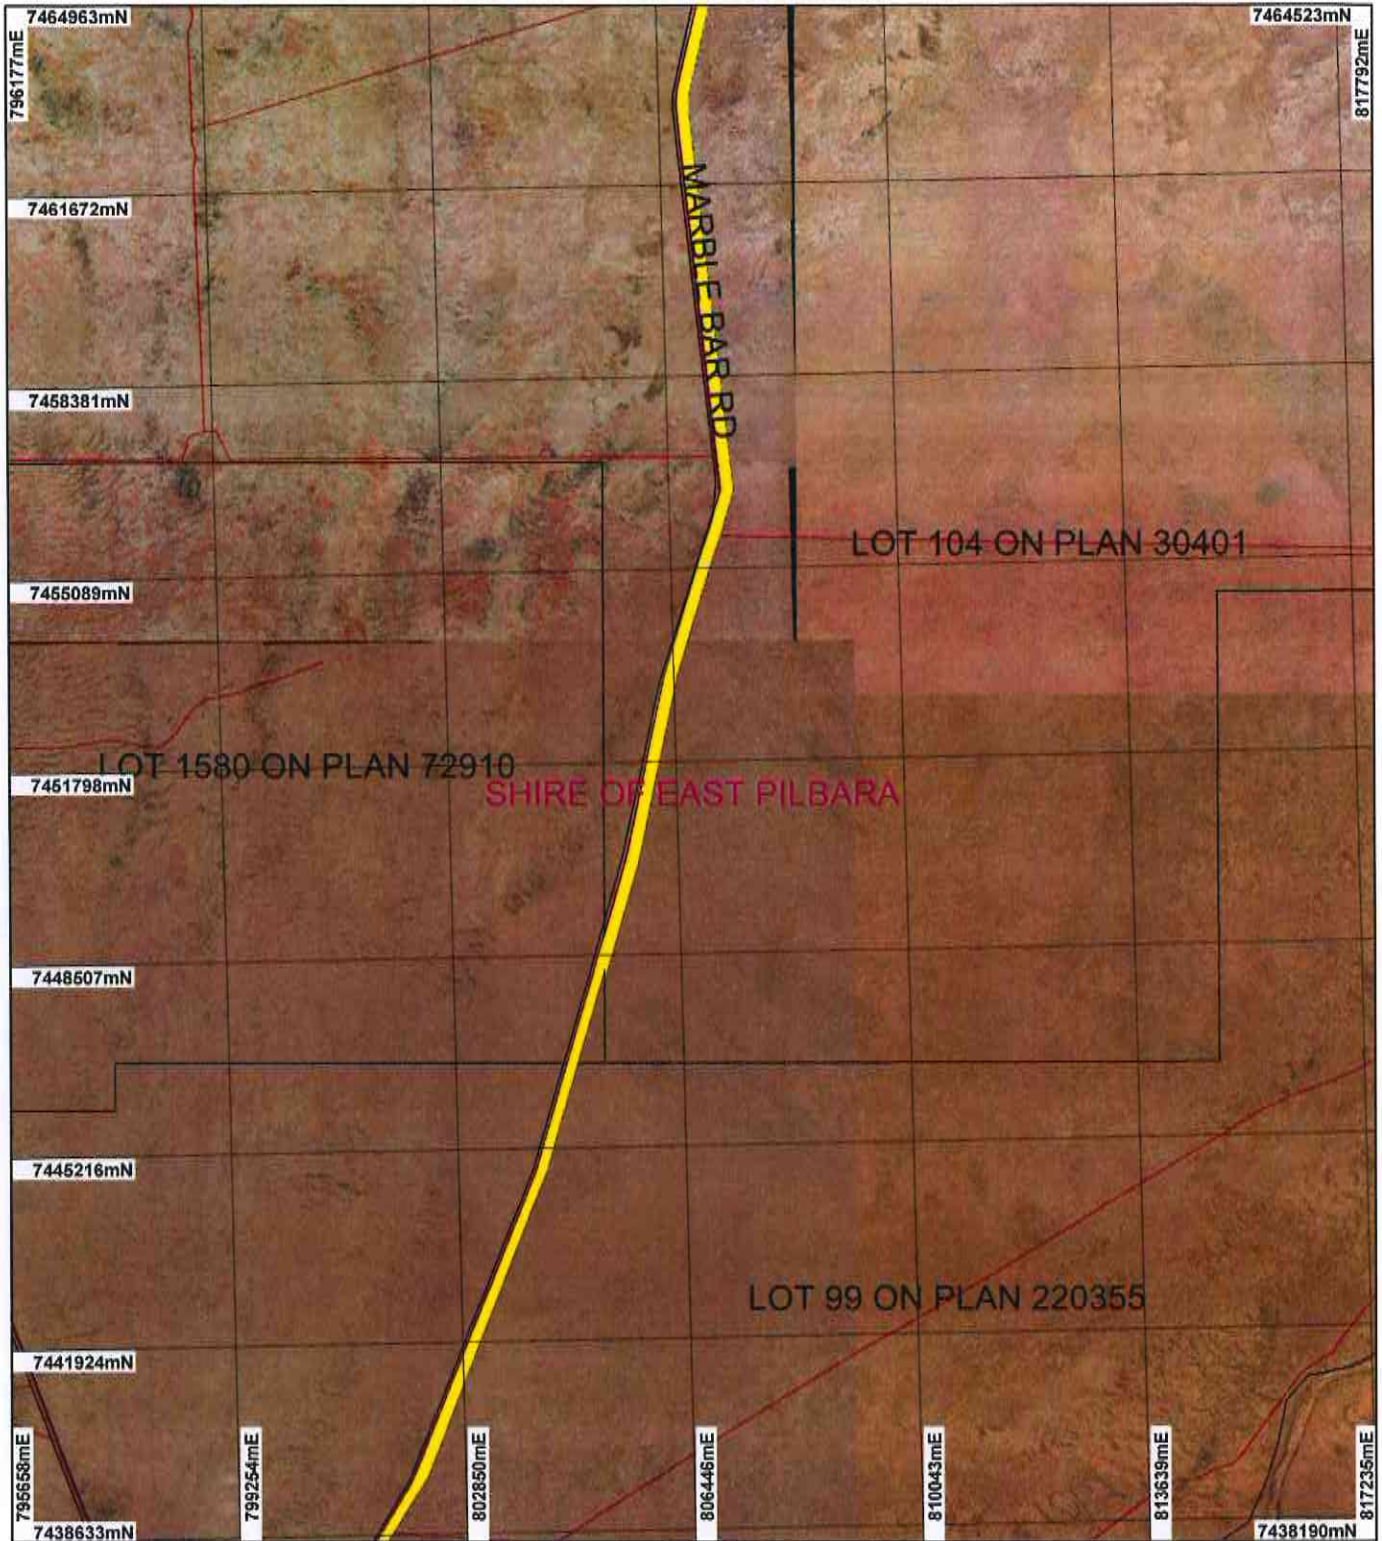 7464963mN
7464523mN
796177mE
817792mE
MARBLE BAR RD
7461672mN
7458381mN
LOT 104 ON PLAN 30401
7455089mN
LOT 1580 ON PLAN 72910
7451798mN
SHIRE OF EAST PILBARA
7448507mN
7445216mN
LOT 99 ON PLAN 220355
7441924mN
795658mE
799254mE
802850mE
806446mE
810043mE
813639mE
817235mE
7438633mN
7438190mN